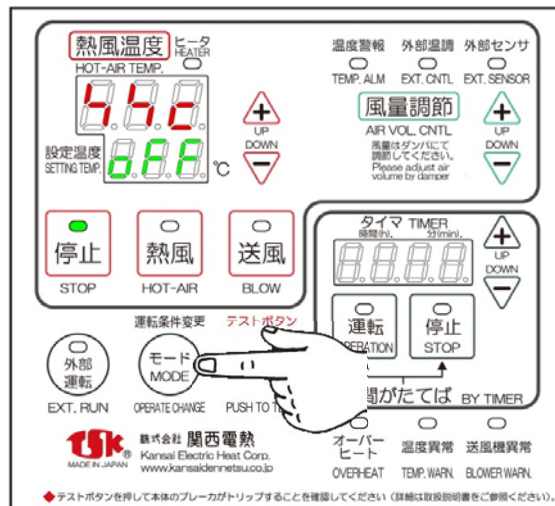 熱風温度 ヒータ
HEATER
HOT-AIR TEMP.
温度警報 外部温調 外部センサ
TEMP. ALM EXT. CNTL EXT. SENSOR
UP
DOWN
設定温度
SETTING TEMP.
oFF
℃
風量調節
AIR VOL. CNTL
風量はダンパにて
調節してください。
Please adjust air
volume by damper
UP
DOWN
停止 熱風 送風
STOP HOT-AIR BLOW
タイマ TIMER
時間(h). 分(min).
UP
DOWN
運転 停止
ERATION STOP
間がたてば BY TIMER
運転条件変更 テストボタン
外部
運転
モード
MODE
EXT. RUN OPERATE CHANGE PUSH TO T
TSK ®
MADE IN JAPAN
株式会社 関西電熱
Kansai Electric Heat Corp.
www.kansaidennetsu.co.jp
オーバー
ヒート
温度異常 送風機異常
OVERHEAT TEMP. WARN. BLOWER WARN.
◆テストボタンを押して本体のブレーカがトリップすることを確認してください（詳細は取扱説明書をご参照ください）。